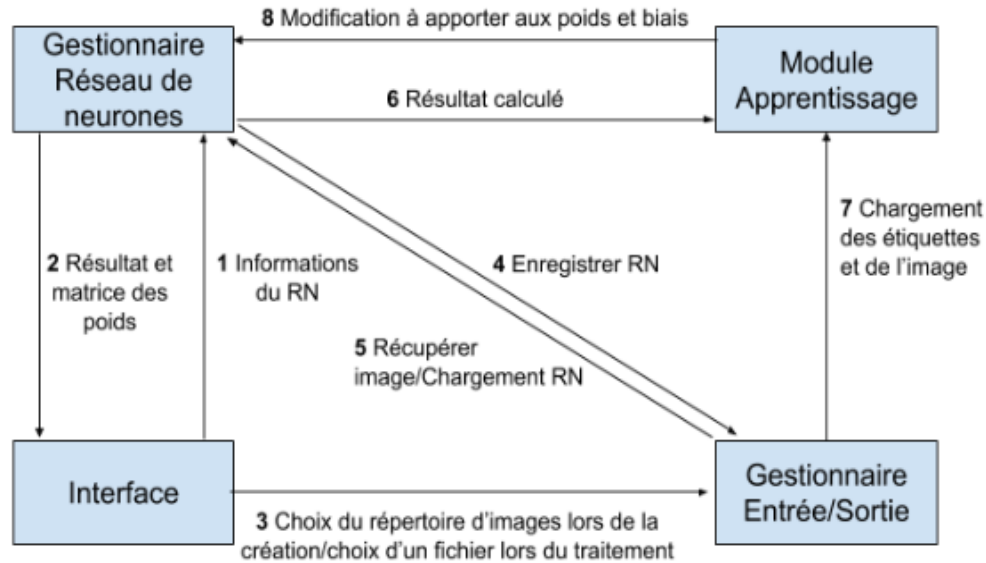 8 Modification à apporter aux poids et biais
Gestionnaire
Réseau de
neurones
Module
Apprentissage
6 Résultat calculé
7 Chargement
des étiquettes
et de l'image
2 Résultat et
matrice des
poids
1 Informations
du RN
4 Enregistrer RN
5 Récupérer
image/Chargement RN
Interface
Gestionnaire
Entrée/Sortie
3 Choix du répertoire d'images lors de la
création/choix d'un fichier lors du traitement